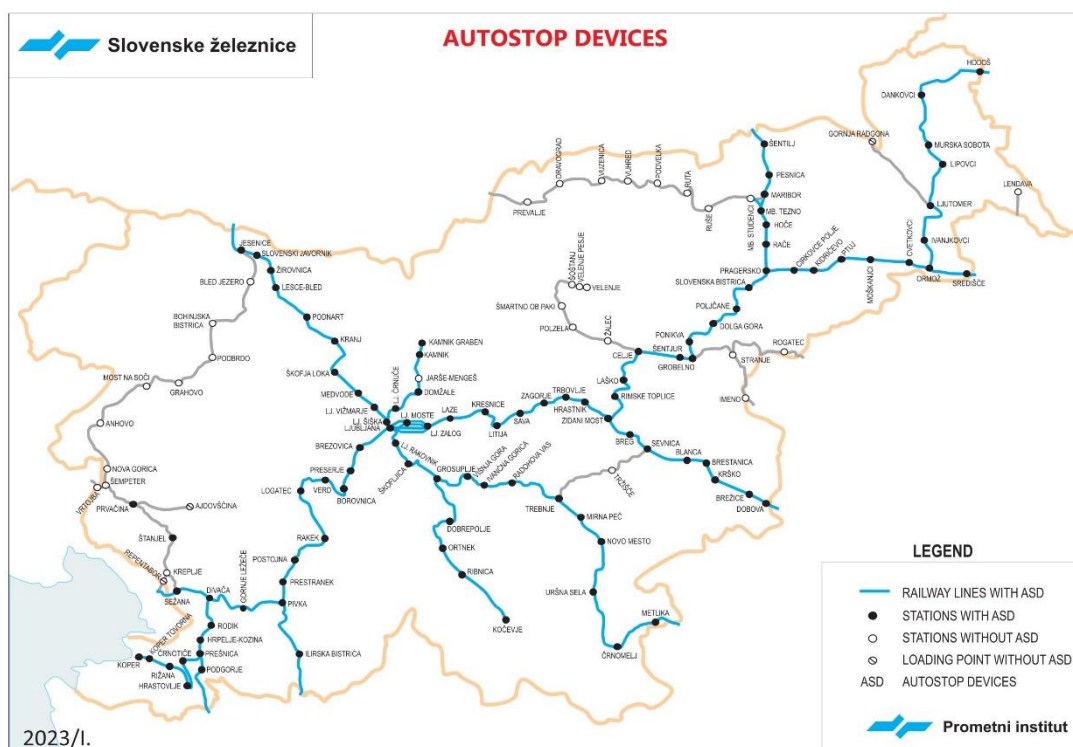 Slovenske železnice
AUTOSTOP DEVICES
HODOŠ
DANKOVCI
GORNJA RADGONA
MURSKA SOBOTA
LIPOVCI
LENDAVA
LJUTOMER
IVANJKOVCI
CVETKOVCI
ORMOŽ
SREDIŠČE
MOŠKANJCI
PTUJ
KIDRIČEVO
CIRKOVCE POLJE
PRAGERSKO
ŠENTILJ
PESNICA
MARIBOR
MB. TEZNO
HOČE
RAČE
MB. STUDENCI
RUŠE
RUTA
PODVELKA
VUHRED
VUZENICA
DRAVOGRAD
PREVALJE
SLOVENSKA BISTRICA
POLJČANE
DOLGA GORA
PONIKVA
ŠENTJUR
GROBELNO
STRANJE
ROGATEC
IMENO
CELJE
ŠOŠTANJ
VELENJE PESJE
VELENJE
ŠMARTNO OB PAKI
POLZELA
ŽALEC
LAŠKO
RIMSKE TOPLICE
ZIDANI MOST
HRASTNIK
TRBOVLJE
ZAGORJE
SAVA
LITIJA
KRESNICE
LAZE
LJ. ZALOG
LJ. MOSTE
BREG
SEVNICA
BLANCA
BRESTANICA
KRŠKO
BREŽICE
DOBOVA
TRŽIŠČE
TREBNJE
MIRNA PEČ
NOVO MESTO
URŠNA SELA
METLIKA
ČRNOMELJ
RADOHOVA VAS
IVANČNA GORICA
VIŠNJA GORA
GROSUPLJE
ŠKOFLJICA
LJ. RAKOVNIK
DOBREPOLJE
ORTNEK
RIBNICA
KOČEVJE
KAMNIK GRABEN
KAMNIK
JARŠE-MENGEŠ
DOMŽALE
LJ. ČRNUČE
JESENICE
SLOVENSKI JAVORNIK
ŽIROVNICA
LESCE-BLED
PODNART
KRANJ
ŠKOFJA LOKA
MEDVODE
LJ. VIŽMARJE
LJ. ŠIŠKA
LJUBLJANA
BREZOVICA
PRESERJE
VERD
BOROVNICA
LOGATEC
RAKEK
POSTOJNA
PRESTRANEK
PIVKA
ILIRSKA BISTRICA
GORNJE LEŽEČE
DIVAČA
SEŽANA
RODIK
HRPELJE-KOZINA
PREŠNICA
PODGORJE
ČRNOTIČE
KOPER TOVORNA
KOPER
RIŽANA
HRASTOVLJE
BLED JEZERO
BOHINJSKA
BISTRICA
PODBRDO
GRAHOVO
MOST NA SOČI
ANHOVO
NOVA GORICA
ŠEMPETER
VRTOJBA
PRVAČINA
AJDOVŠČINA
ŠTANJEL
KREPLJE
REPENTABOR
LEGEND
RAILWAY LINES WITH ASD
STATIONS WITH ASD
STATIONS WITHOUT ASD
LOADING POINT WITHOUT ASD
ASD AUTOSTOP DEVICES
Prometni institut
2023/I.